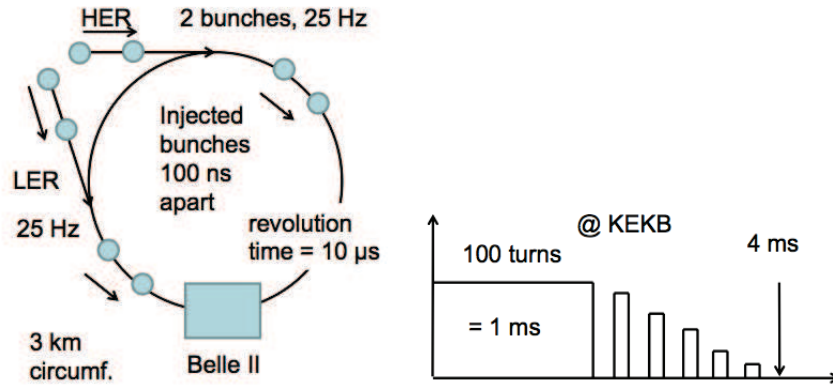 HER
2 bunches, 25 Hz
Injected
bunches
100 ns
apart
LER
25 Hz
revolution
time = 10 µs
3 km
circumf.
Belle II
@ KEKB
100 turns
4 ms
= 1 ms